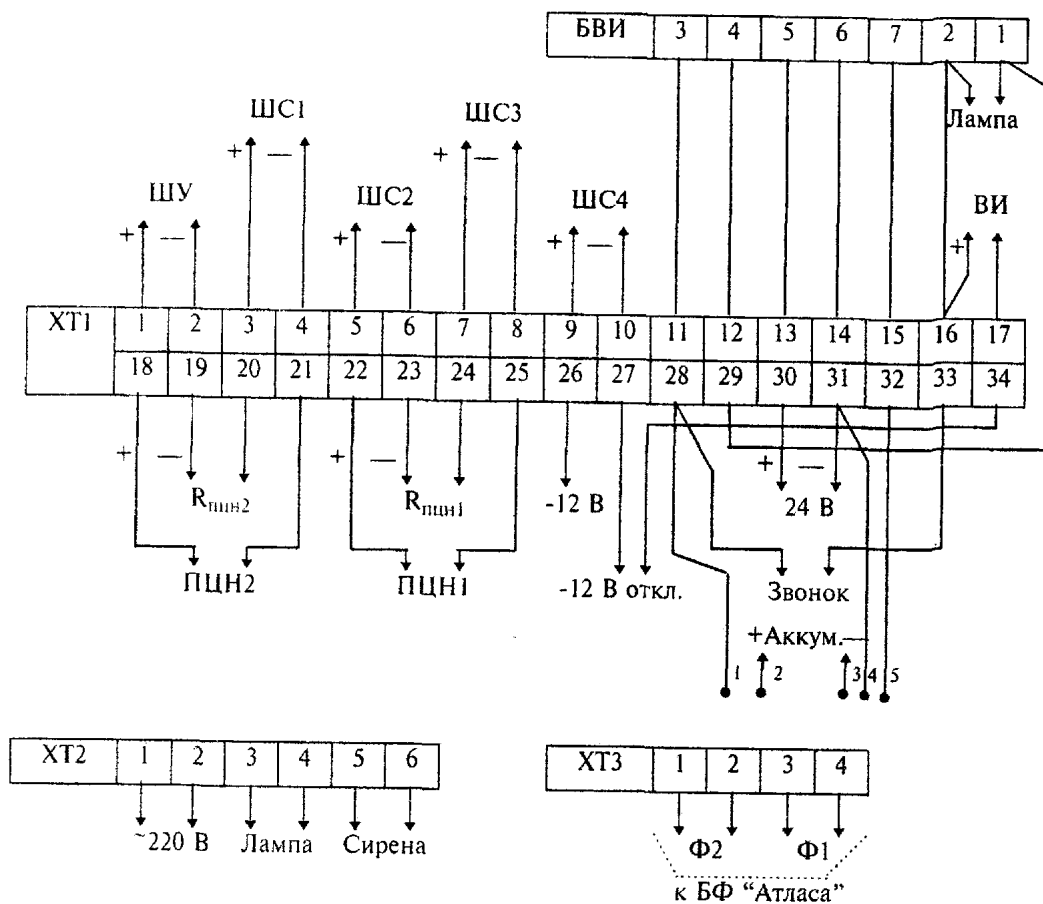 БВИ 3 4 5 6 7 2 1
Лампа
ШС1 ШС3
+ — + —
ШУ ШС2 ШС4 ВИ
+ — + — + — +
ХТ1 1 2 3 4 5 6 7 8 9 10 11 12 13 14 15 16 17
18 19 20 21 22 23 24 25 26 27 28 29 30 31 32 33 34
+ — + — + —
Rпцн2 Rпцн1 -12 В 24 В
ПЦН2 ПЦН1 -12 В откл. Звонок
+Аккум.—
1 2 3 4 5
ХТ2 1 2 3 4 5 6
~220 В Лампа Сирена
ХТ3 1 2 3 4
Ф2 Ф1
к БФ “Атласа”